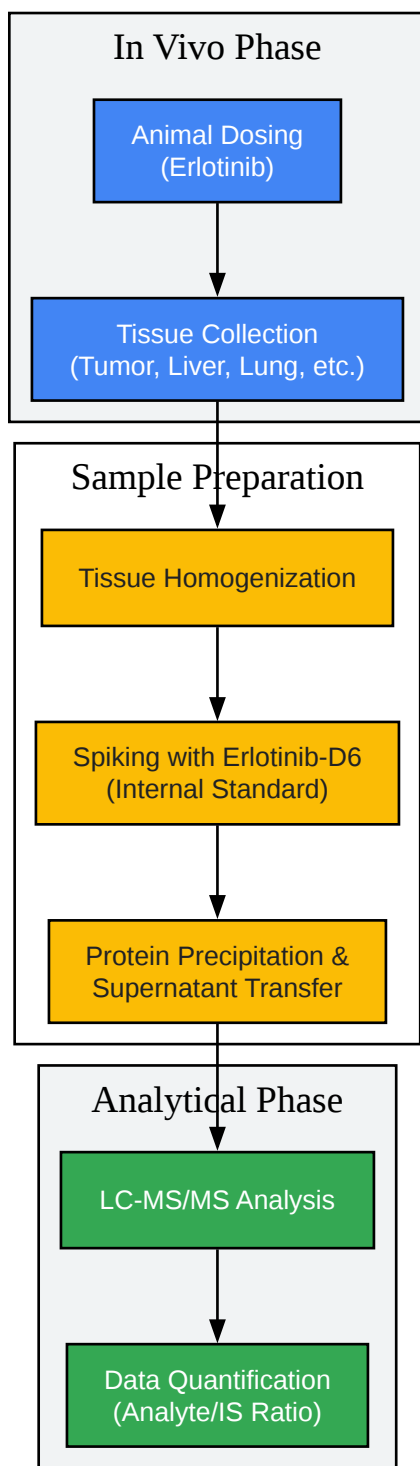 In Vivo Phase
Animal Dosing
(Erlotinib)
Tissue Collection
(Tumor, Liver, Lung, etc.)
Sample Preparation
Tissue Homogenization
Spiking with Erlotinib-D6
(Internal Standard)
Protein Precipitation &
Supernatant Transfer
Analytical Phase
LC-MS/MS Analysis
Data Quantification
(Analyte/IS Ratio)